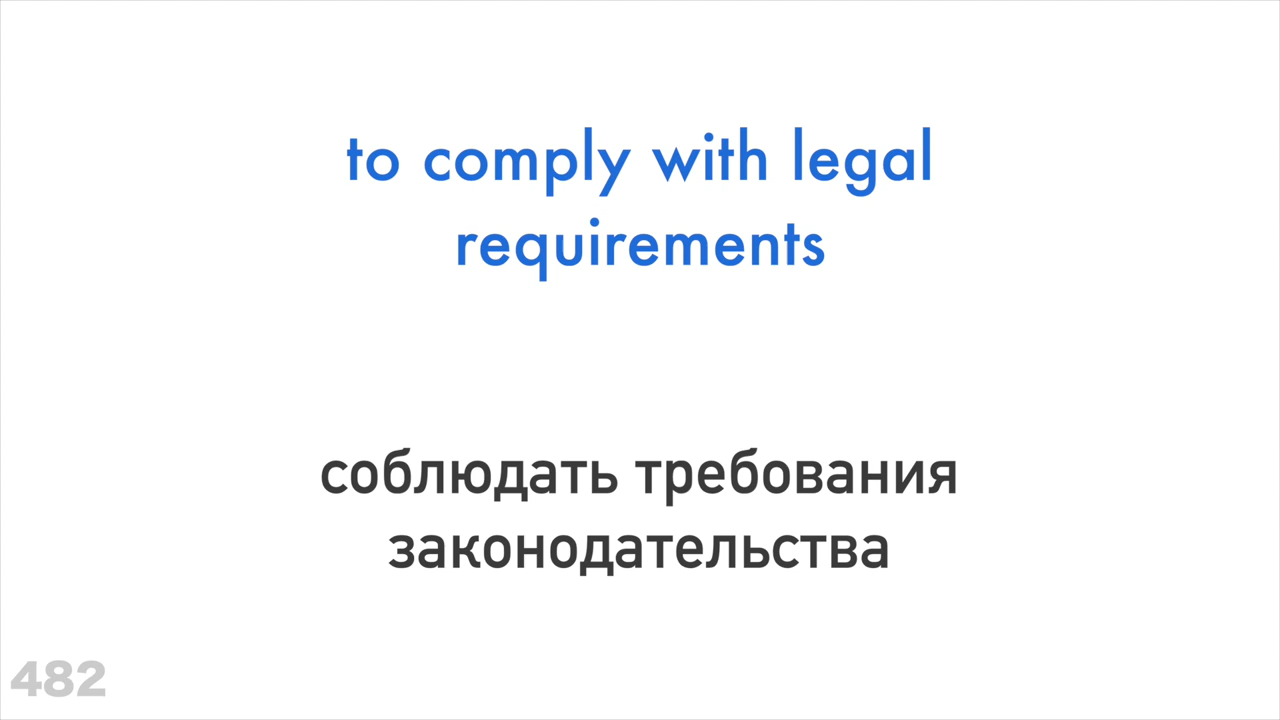 to comply with legal
requirements
соблюдать требования
законодательства
482